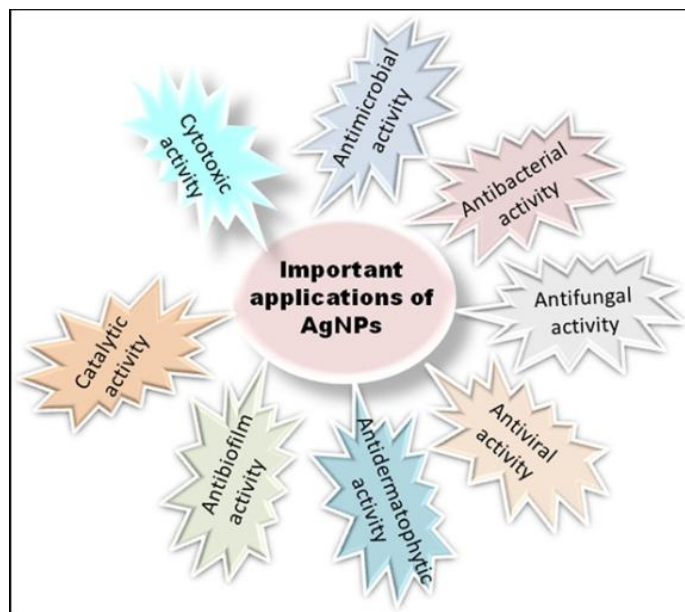 Important
applications of
AgNPs
Antimicrobial
activity
Antibacterial
activity
Antifungal
activity
Antiviral
activity
Antidermatophytic
activity
Antibiofilm
activity
Catalytic
activity
Cytotoxic
activity